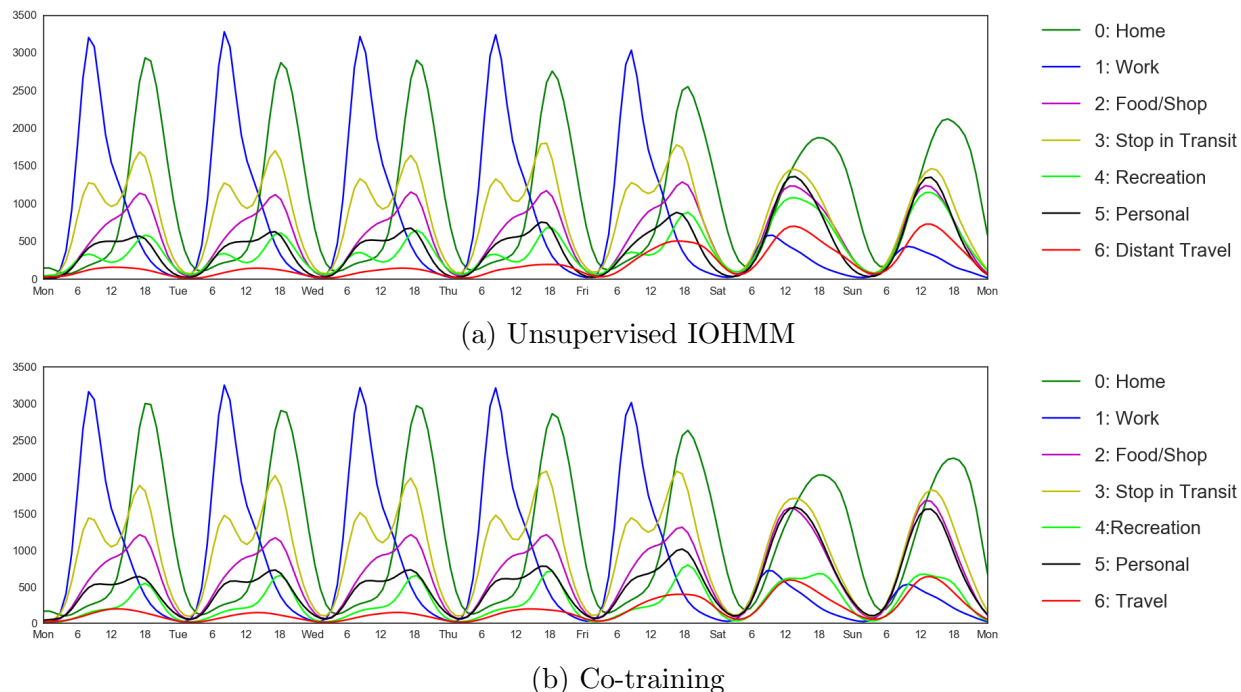 3500
3000
2500
2000
1500
1000
500
0
Mon 6 12 18 Tue 6 12 18 Wed 6 12 18 Thu 6 12 18 Fri 6 12 18 Sat 6 12 18 Sun 6 12 18 Mon
0: Home
1: Work
2: Food/Shop
3: Stop in Transit
4: Recreation
5: Personal
6: Distant Travel
(a) Unsupervised IOHMM
3500
3000
2500
2000
1500
1000
500
0
Mon 6 12 18 Tue 6 12 18 Wed 6 12 18 Thu 6 12 18 Fri 6 12 18 Sat 6 12 18 Sun 6 12 18 Mon
0: Home
1: Work
2: Food/Shop
3: Stop in Transit
4:Recreation
5: Personal
6: Travel
(b) Co-training